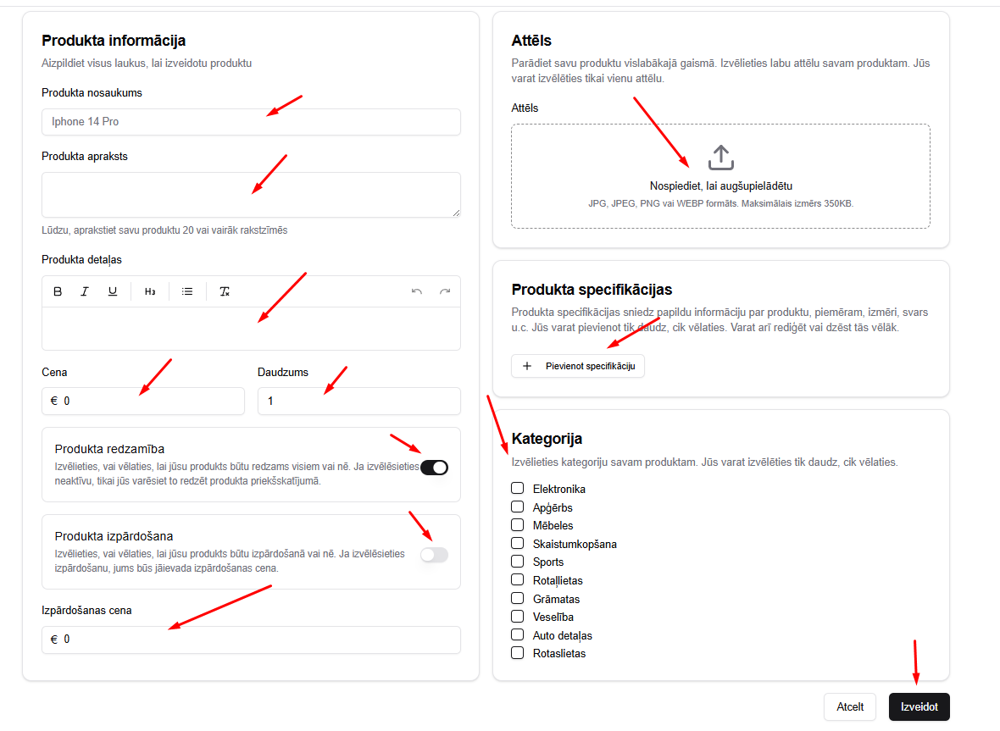 Produkta informācija
Aizpildiet visus laukus, lai izveidotu produktu
Produkta nosaukums
Iphone 14 Pro
Produkta apraksts
Lūdzu, aprakstiet savu produktu 20 vai vairāk rakstzīmēs
Produkta detaļas
B I U H3 Tx
Cena
€ 0
Daudzums
1
Produkta redzamība
Izvēlieties, vai vēlaties, lai jūsu produkts būtu redzams visiem vai nē. Ja izvēlēsieties
neaktīvu, tikai jūs varēsiet to redzēt produkta priekšskatījumā.
Produkta izpārdošana
Izvēlieties, vai vēlaties, lai jūsu produkts būtu izpārdošanā vai nē. Ja izvēlēsieties
izpārdošanu, jums būs jāievada izpārdošanas cena.
Izpārdošanas cena
€ 0
Attēls
Parādiet savu produktu vislabākajā gaismā. Izvēlieties labu attēlu savam produktam. Jūs
varat izvēlēties tikai vienu attēlu.
Attēls
Nospiediet, lai augšupielādētu
JPG, JPEG, PNG vai WEBP formāts. Maksimālais izmērs 350KB.
Produkta specifikācijas
Produkta specifikācijas sniedz papildu informāciju par produktu, piemēram, izmēri, svars
u.c. Jūs varat pievienot tik daudz, cik vēlaties. Varat arī rediģēt vai dzēst tās vēlāk.
Pievienot specifikāciju
Kategorija
Izvēlieties kategoriju savam produktam. Jūs varat izvēlēties tik daudz, cik vēlaties.
Elektronika
Apģērbs
Mēbeles
Skaistumkopšana
Sports
Rotaļlietas
Grāmatas
Veselība
Auto detaļas
Rotaslietas
Atcelt
Izveidot